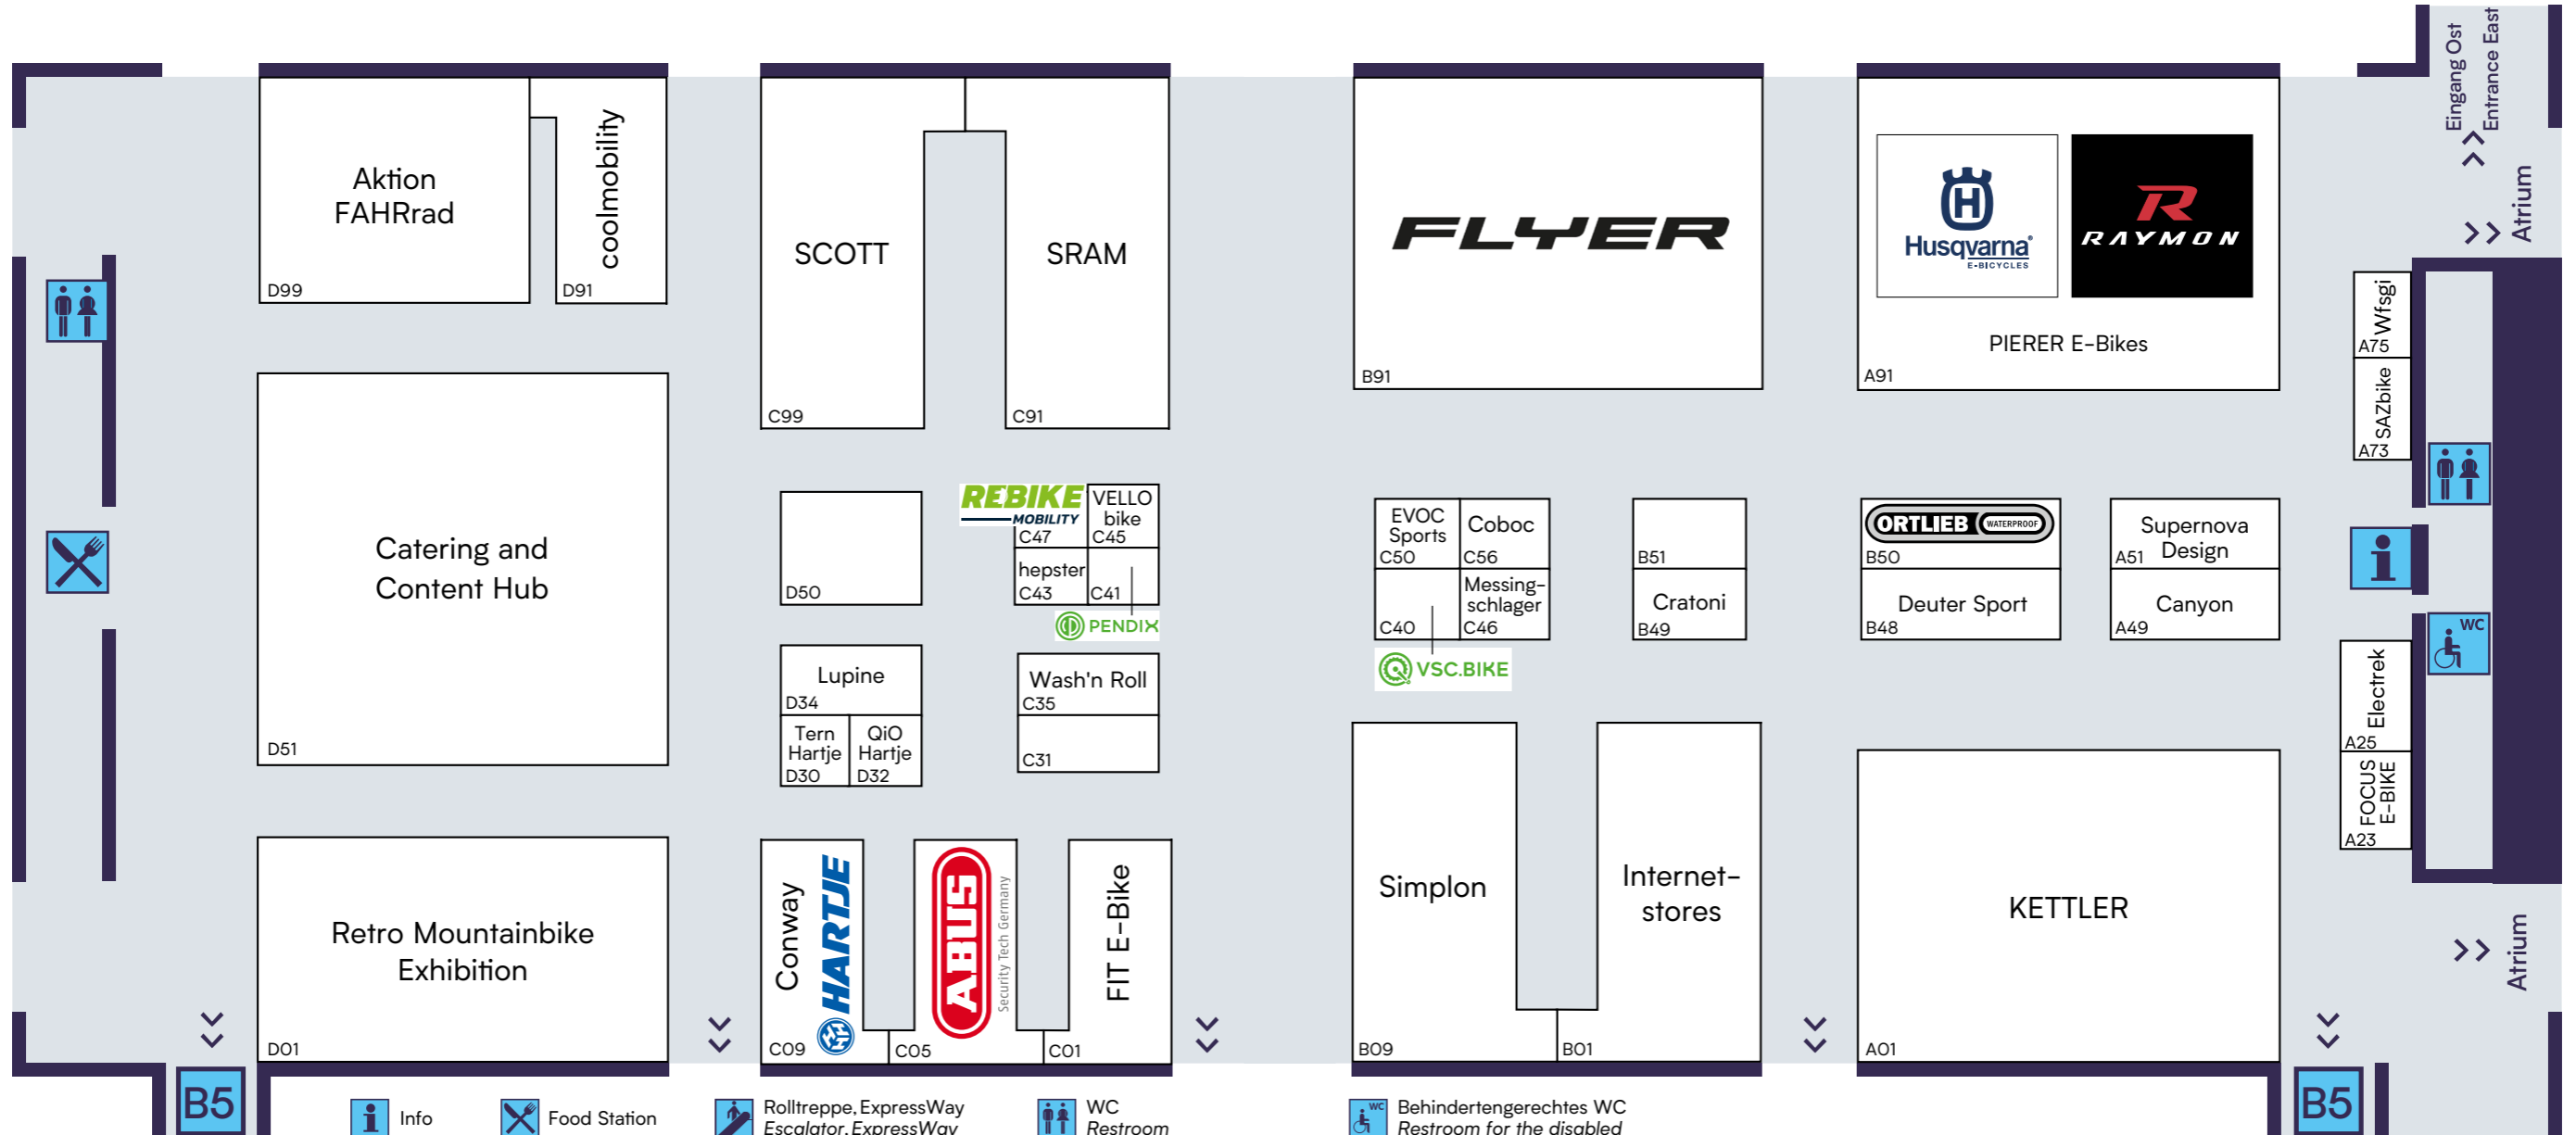 Eingang Ost
Entrance East
Atrium
Aktion
FAHRrad
D99
coolmobility
D91
SCOTT
C99
SRAM
C91
FLYER
B91
Husqvarna®
E-BICYCLES
R
RAYMON
PIERER E-Bikes
A91
Wfsgi
A75
SAZbike
A73
Catering and
Content Hub
D51
D50
REBIKE
MOBILITY
C47
VELLO
bike
C45
hepster
C43
C41
PENDIX
EVOC
Sports
C50
Coboc
C56
C40
Messing-
schlager
C46
VSC.BIKE
B51
Cratoni
B49
ORTLIEB WATERPROOF
B50
Deuter Sport
B48
Supernova
Design
A51
Canyon
A49
WC
Lupine
D34
Tern
Hartje
D30
QiO
Hartje
D32
Wash'n Roll
C35
C31
Electrek
A25
FOCUS
E-BIKE
A23
Retro Mountainbike
Exhibition
D01
Conway
HARTJE
C09
ABUS
Security Tech Germany
C05
FIT E-Bike
C01
Simplon
B09
Internet-
stores
B01
KETTLER
A01
Atrium
B5
B5
Info
Food Station
Rolltreppe, ExpressWay
Escalator, ExpressWay
WC
Restroom
WC
Behindertengerechtes WC
Restroom for the disabled